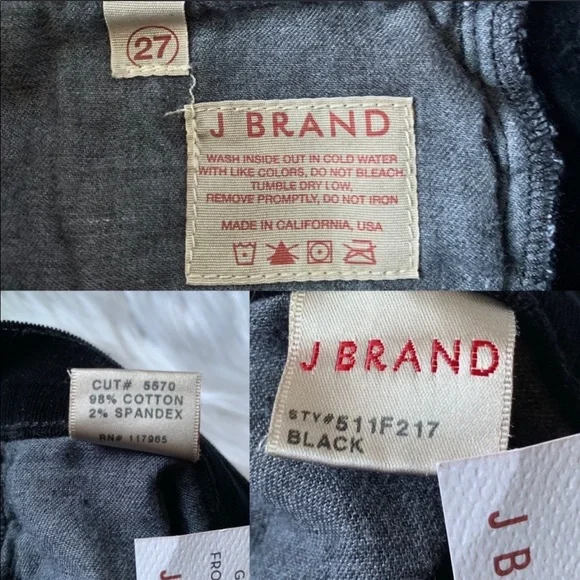 27
J BRAND
WASH INSIDE OUT IN COLD WATER
WITH LIKE COLORS, DO NOT BLEACH,
TUMBLE DRY LOW,
REMOVE PROMPTLY, DO NOT IRON
MADE IN CALIFORNIA, USA
CUT# 5570
98% COTTON
2% SPANDEX
RN# 117965
J
FRO
G
J BRAND
STY#511F217
BLACK
J B